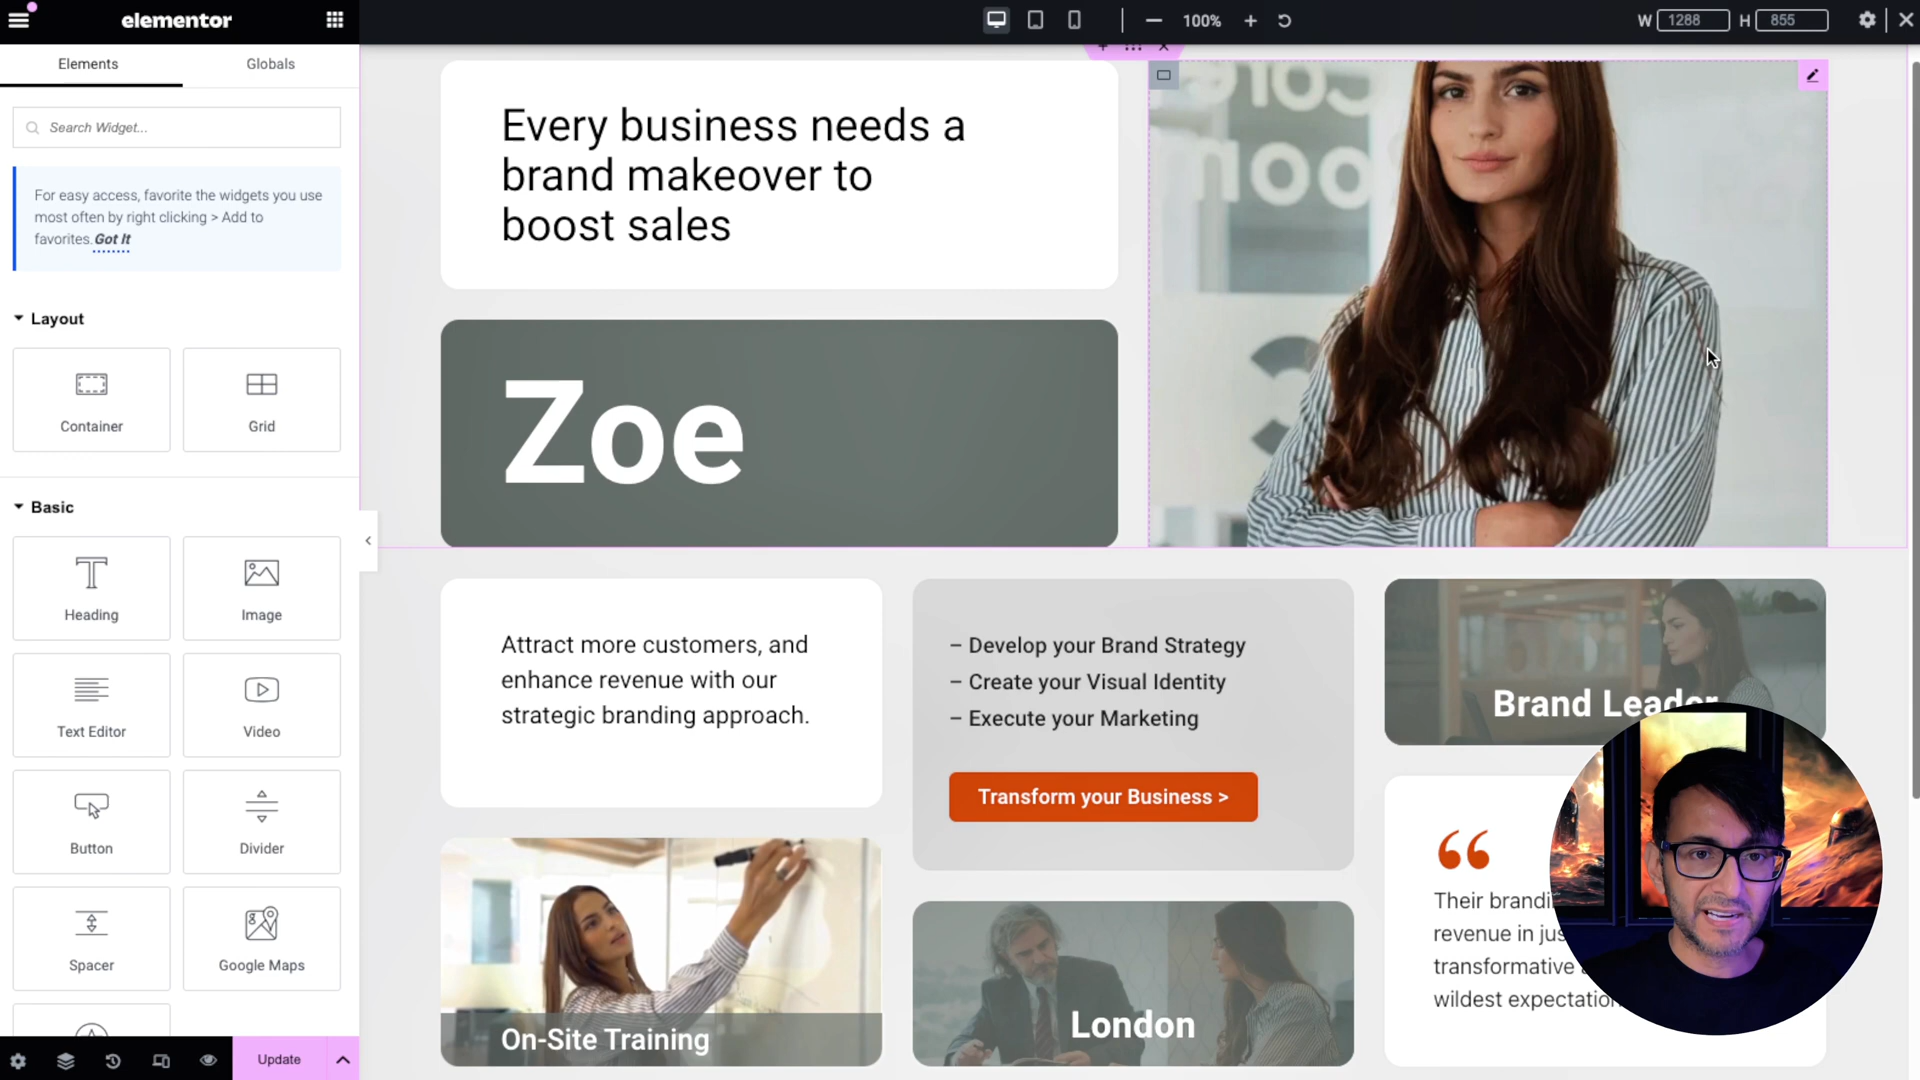 elementor
100%
W 1288 H 855
Elements
Globals
Search Widget...
For easy access, favorite the widgets you use
most often by right clicking > Add to
favorites. Got It
Layout
Container
Grid
Basic
Heading
Image
Text Editor
Video
Button
Divider
Spacer
Google Maps
Update
Every business needs a
brand makeover to
boost sales
Zoe
Attract more customers, and
enhance revenue with our
strategic branding approach.
– Develop your Brand Strategy
– Create your Visual Identity
– Execute your Marketing
Transform your Business >
Brand Leader
On-Site Training
London
“
Their brandi
revenue in jus
transformative
wildest expectation